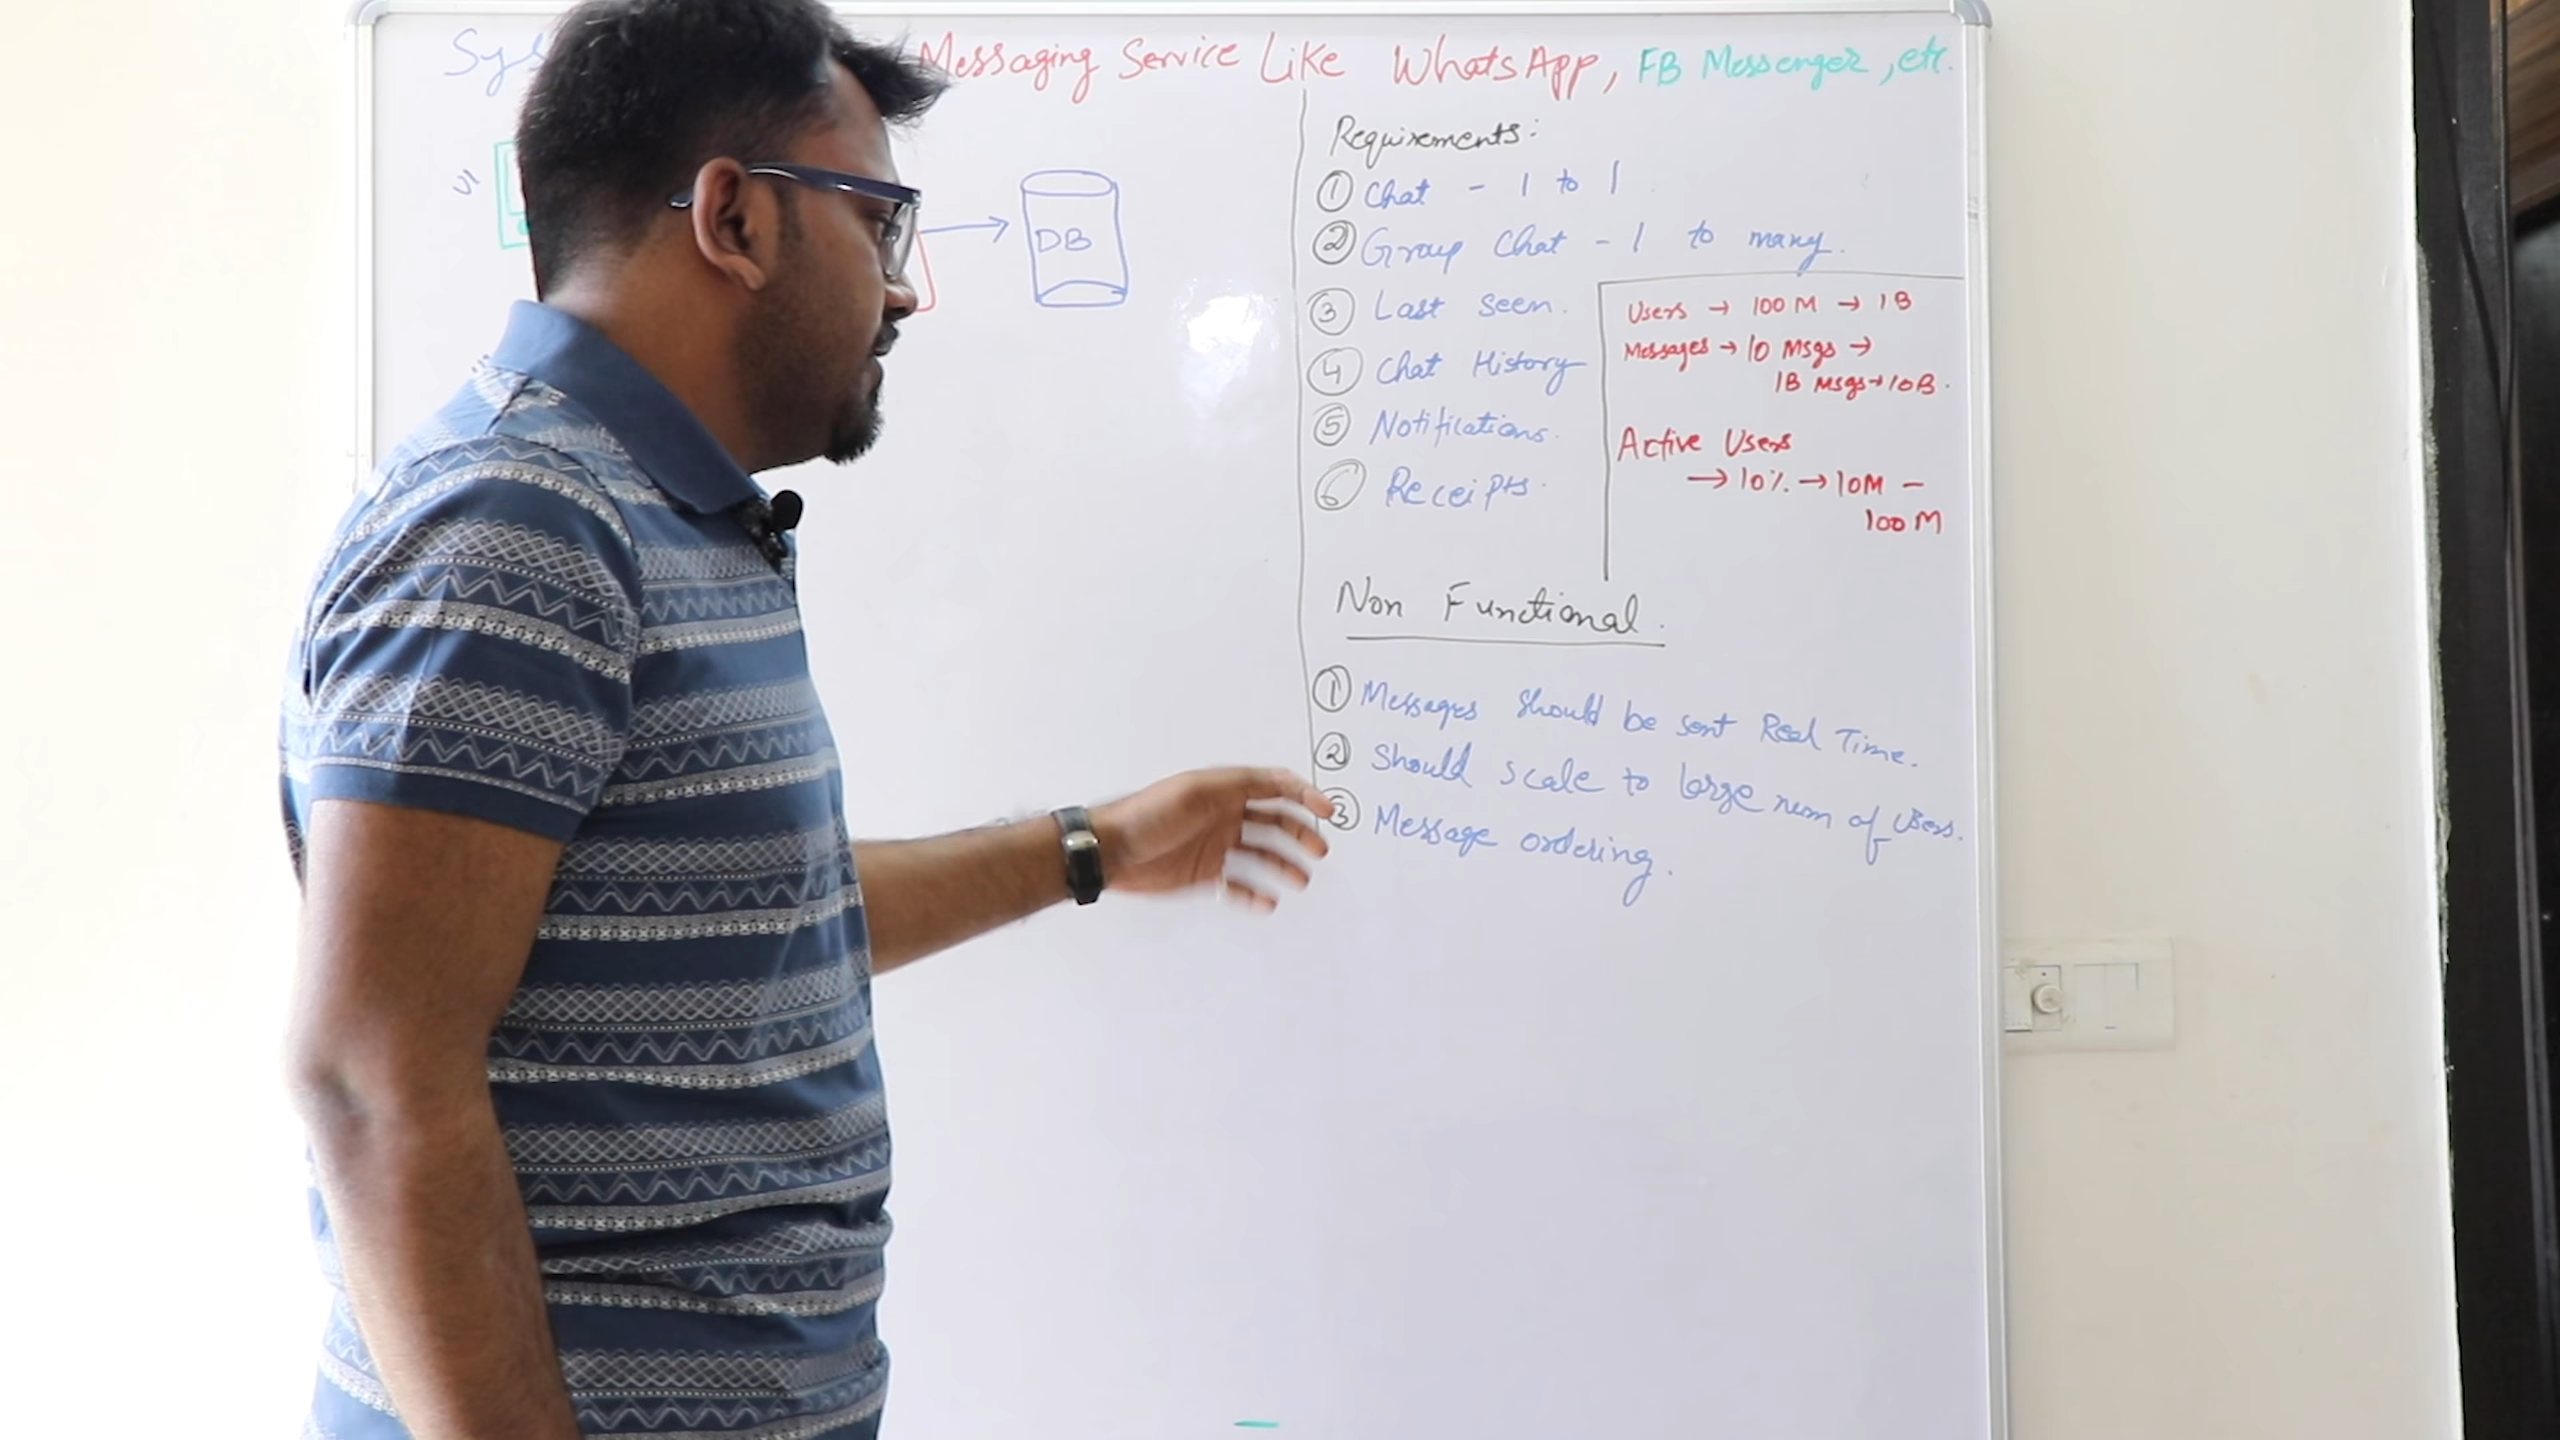 Messaging Service Like WhatsApp, FB Messenger, etc.
DB
Requirements:
① Chat - 1 to 1
② Group Chat - 1 to many.
③ Last seen.
④ Chat History
⑤ Notifications.
⑥ Receipts.
Users → 100 M → 1B
Messages → 10 Msgs →
1B Msgs → 10B.
Active Users
→ 10% → 10M -
100 M
Non Functional.
① Messages should be sent Real Time.
② Should scale to large num of Users.
③ Message ordering.